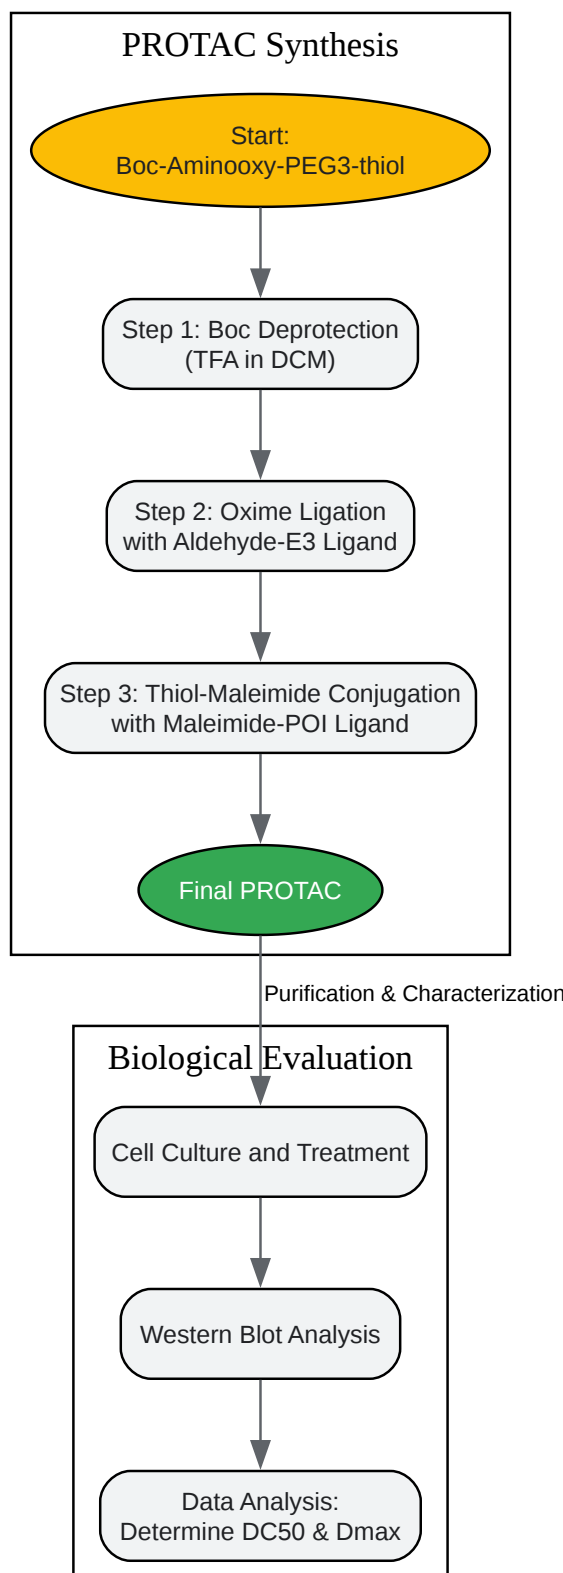 PROTAC Synthesis
Start:
Boc-Aminooxy-PEG3-thiol
Step 1: Boc Deprotection
(TFA in DCM)
Step 2: Oxime Ligation
with Aldehyde-E3 Ligand
Step 3: Thiol-Maleimide Conjugation
with Maleimide-POI Ligand
Final PROTAC
Purification & Characterization
Biological Evaluation
Cell Culture and Treatment
Western Blot Analysis
Data Analysis:
Determine DC50 & Dmax